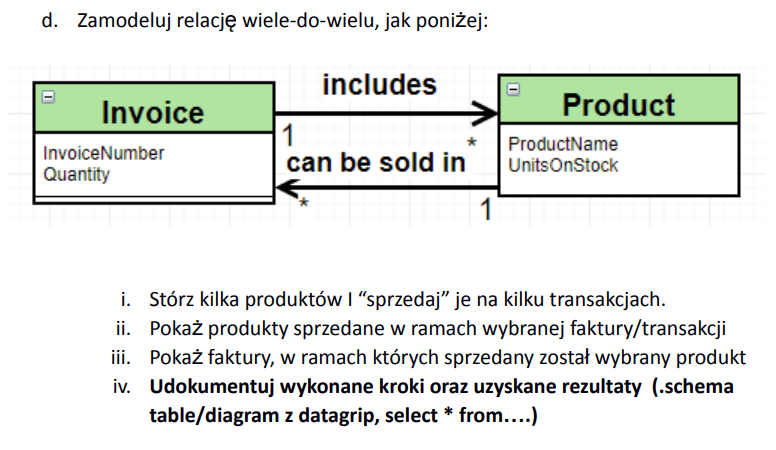 d. Zamodeluj relację wiele-do-wielu, jak poniżej:
includes
Invoice
Product
InvoiceNumber
Quantity
1
*
ProductName
UnitsOnStock
can be sold in
*
1
i. Stórz kilka produktów I “sprzedaj” je na kilku transakcjach.
ii. Pokaż produkty sprzedane w ramach wybranej faktury/transakcji
iii. Pokaż faktury, w ramach których sprzedany został wybrany produkt
iv. Udokumentuj wykonane kroki oraz uzyskane rezultaty (.schema
table/diagram z datagrip, select * from….)